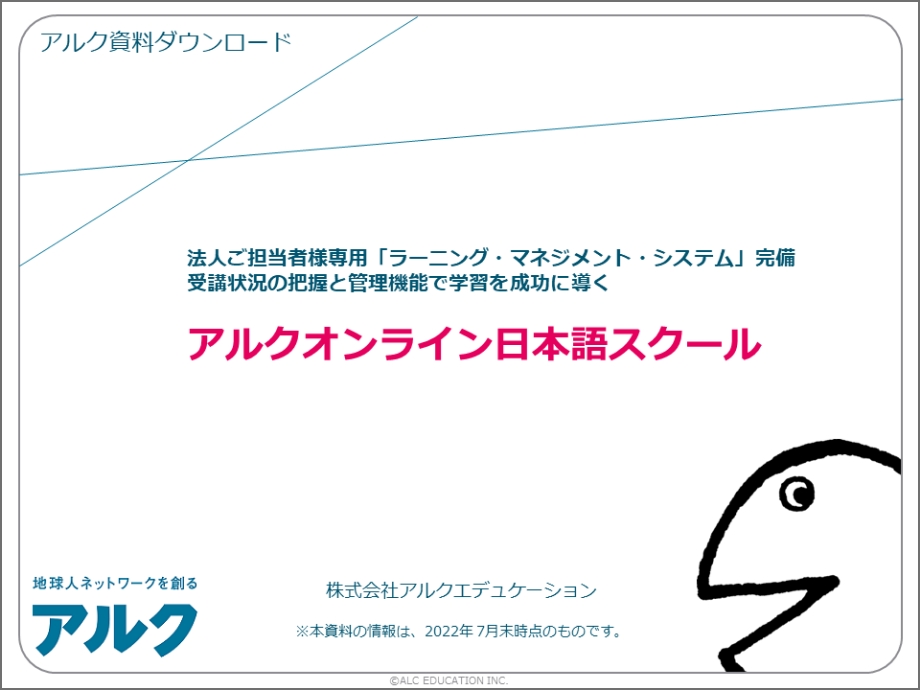 アルク資料ダウンロード
法人ご担当者様専用「ラーニング・マネジメント・システム」完備
受講状況の把握と管理機能で学習を成功に導く
アルクオンライン日本語スクール
地球人ネットワークを創る
アルク
株式会社アルクエデュケーション
※本資料の情報は、2022年7月末時点のものです。
©ALC EDUCATION INC.